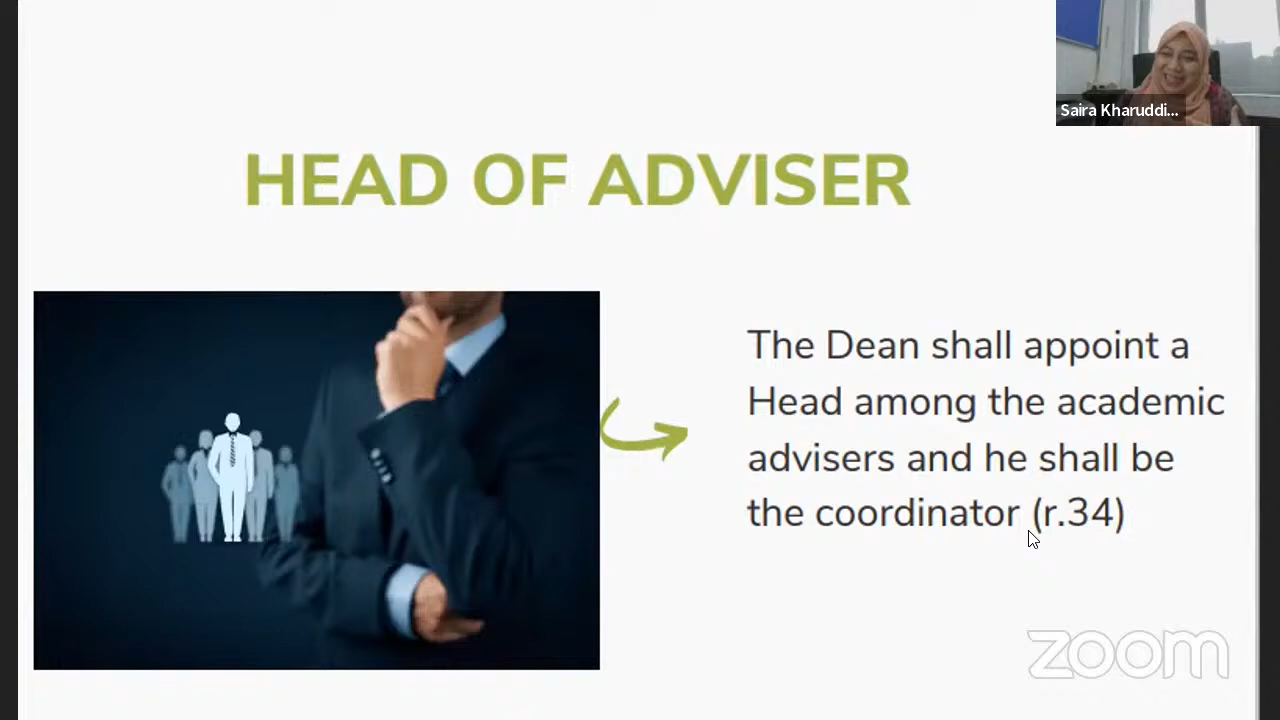 Saira Kharuddi...
HEAD OF ADVISER
The Dean shall appoint a
Head among the academic
advisers and he shall be
the coordinator (r.34)
zoom